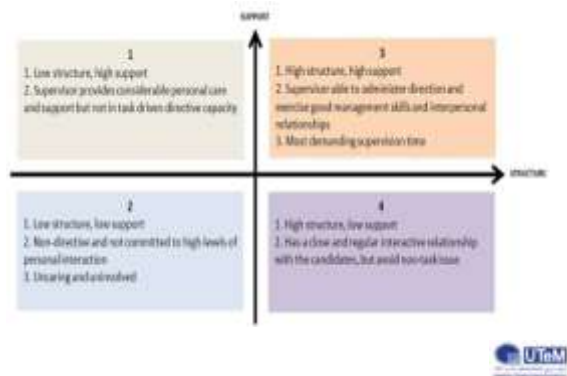 SUPPORT
1
1. Low structure, high support
2. Supervisor provides considerable personal care
and support but not in task driven directive capacity
3
1. High structure, high support
2. Supervisor able to administer direction and
exercise good management skills and interpersonal
relationships
3. Most demanding supervision time
STRUCTURE
2
1. Low structure, low support
2. Non-directive and not committed to high levels of
personal interaction
3. Uncaring and uninvolved
4
1. High structure, low support
2. Has a close and regular interactive relationship
with the candidates, but avoid non-task issue
UTeM